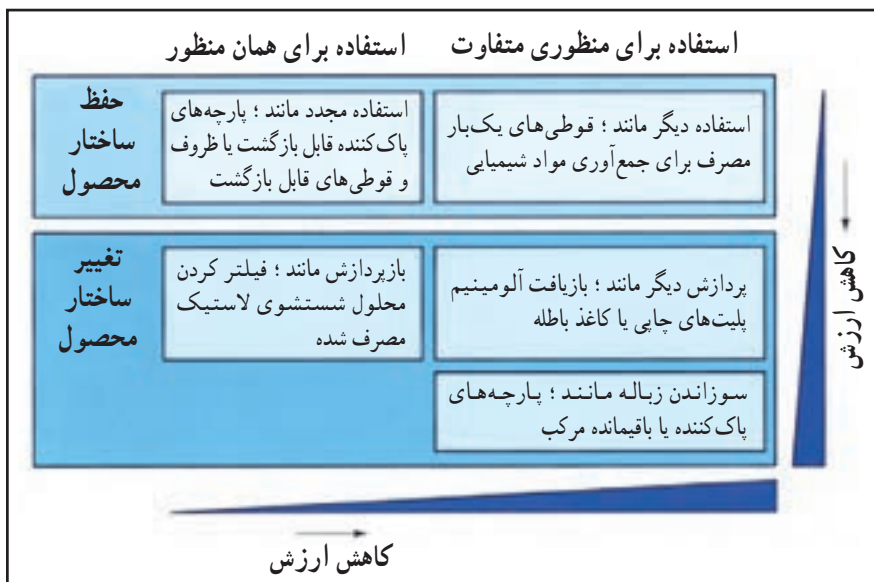 استفاده برای همان منظور
استفاده برای منظوری متفاوت
حفظ
ساختار
محصول
استفاده مجدد مانند ؛ پارچه‌های
پاک‌کننده قابل بازگشت یا ظروف
و قوطی‌های قابل بازگشت
استفاده دیگر مانند ؛ قوطی‌های یک‌بار
مصرف برای جمع‌آوری مواد شیمیایی
تغییر
ساختار
محصول
بازپردازش مانند ؛ فیلتر کردن
محلول شستشوی لاستیک
مصرف شده
پردازش دیگر مانند ؛ بازیافت آلومینیم
پلیت‌های چاپی یا کاغذ باطله
سوزاندن زباله مانند ؛ پارچه‌های
پاک‌کننده یا باقیمانده مرکب
کاهش ارزش
کاهش ارزش